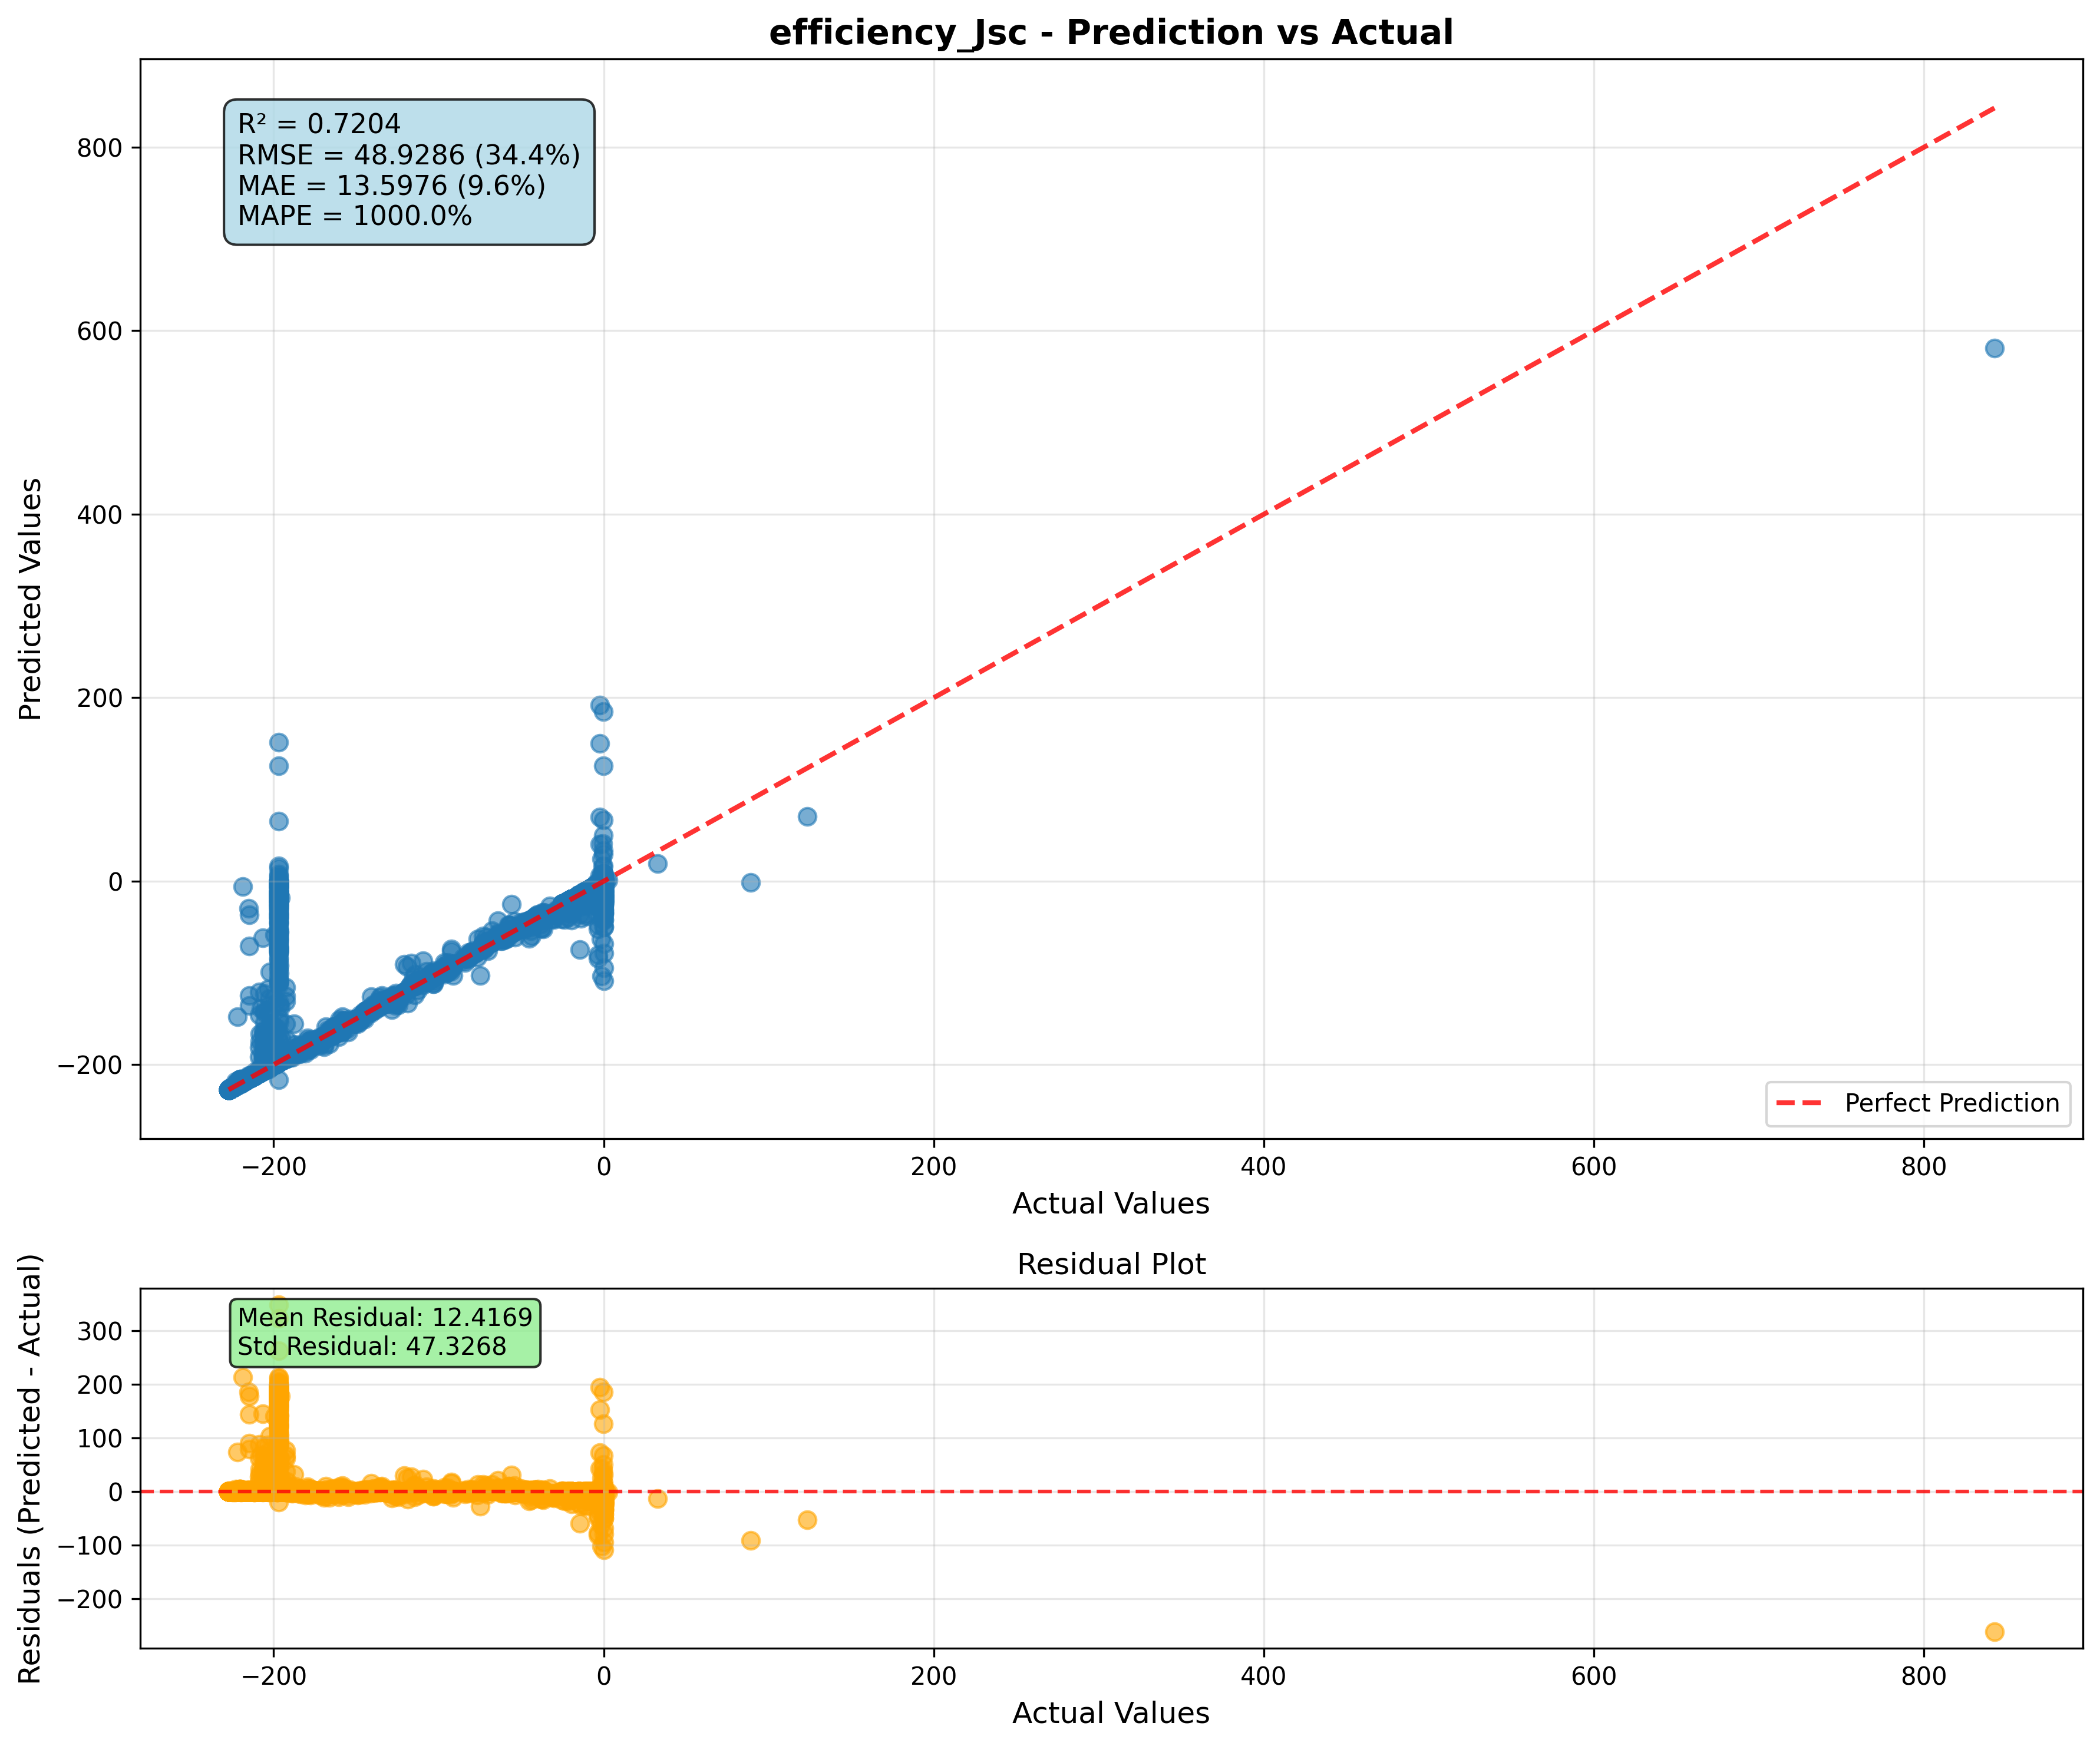 efficiency_Jsc - Prediction vs Actual
R² = 0.7204
RMSE = 48.9286 (34.4%)
MAE = 13.5976 (9.6%)
MAPE = 1000.0%
Predicted Values
800
600
400
200
0
−200
−200
0
200
400
600
800
Perfect Prediction
Actual Values
Residual Plot
Mean Residual: 12.4169
Std Residual: 47.3268
Residuals (Predicted - Actual)
300
200
100
0
−100
−200
−200
0
200
400
600
800
Actual Values